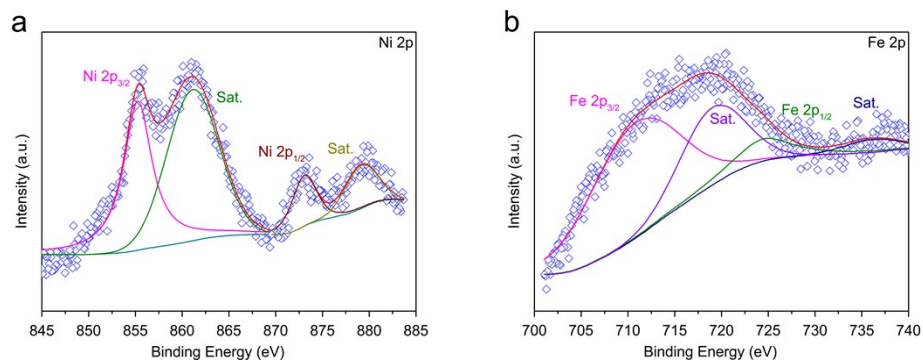 a
Ni 2p
Ni 2p3/2
Sat.
Ni 2p1/2
Sat.
Intensity (a.u.)
845 850 855 860 865 870 875 880 885
Binding Energy (eV)
b
Fe 2p
Fe 2p3/2
Sat.
Fe 2p1/2
Sat.
Intensity (a.u.)
700 705 710 715 720 725 730 735 740
Binding Energy (eV)